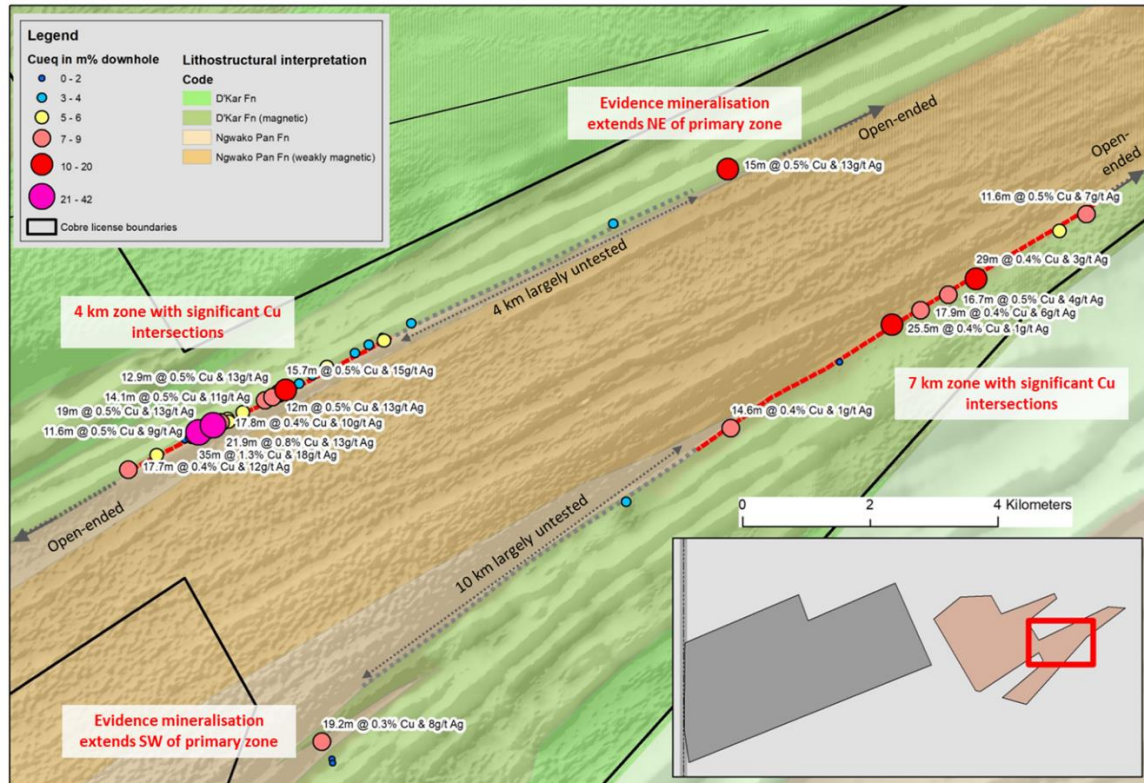 Legend
Cueq in m% downhole
0 - 2
3 - 4
5 - 6
7 - 9
10 - 20
21 - 42
Cobre license boundaries
Lithostructural interpretation
Code
D'Kar Fn
D'Kar Fn (magnetic)
Ngwako Pan Fn
Ngwako Pan Fn (weakly magnetic)
Evidence mineralisation
extends NE of primary zone
Open-ended
Open-
ended
15m @ 0.5% Cu & 13g/t Ag
11.6m @ 0.5% Cu & 7g/t Ag
4 km largely untested
29m @ 0.4% Cu & 3g/t Ag
16.7m @ 0.5% Cu & 4g/t Ag
17.9m @ 0.4% Cu & 6g/t Ag
25.5m @ 0.4% Cu & 1g/t Ag
4 km zone with significant Cu
intersections
7 km zone with significant Cu
intersections
12.9m @ 0.5% Cu & 13g/t Ag
15.7m @ 0.5% Cu & 15g/t Ag
14.1m @ 0.5% Cu & 11g/t Ag
19m @ 0.5% Cu & 13g/t Ag
12m @ 0.5% Cu & 13g/t Ag
11.6m @ 0.5% Cu & 9g/t Ag
17.8m @ 0.4% Cu & 10g/t Ag
21.9m @ 0.8% Cu & 13g/t Ag
35m @ 1.3% Cu & 18g/t Ag
17.7m @ 0.4% Cu & 12g/t Ag
14.6m @ 0.4% Cu & 1g/t Ag
Open-ended
10 km largely untested
0 2 4 Kilometers
Evidence mineralisation
extends SW of primary zone
19.2m @ 0.3% Cu & 8g/t Ag